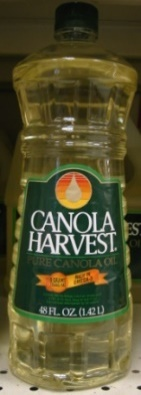 CANOLA
HARVEST.
PURE CANOLA OIL
48 FL. OZ. (1.42 L)